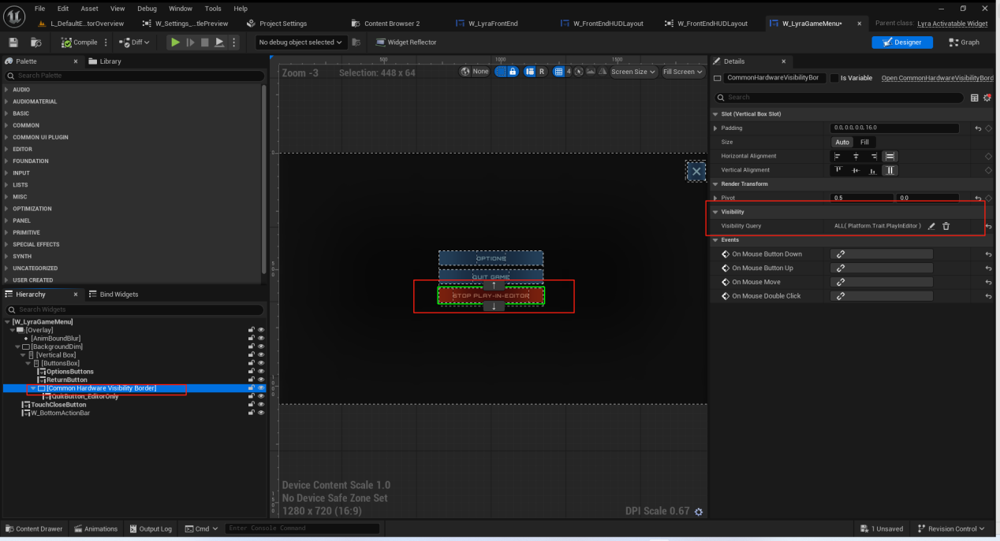 File Edit Asset View Debug Window Tools Help
L_DefaultE...torOverview W_Settings_...tlePreview Project Settings Content Browser 2 W_LyraFrontEnd W_FrontEndHUDLayout W_FrontEndHUDLayout W_LyraGameMenu• Parent class: Lyra Activatable Widget
Compile Diff No debug object selected Widget Reflector Designer Graph
Palette Library
Search Palette
AUDIO
AUDIOMATERIAL
BASIC
COMMON
COMMON UI PLUGIN
EDITOR
FOUNDATION
INPUT
LISTS
MISC
OPTIMIZATION
PANEL
PRIMITIVE
SPECIAL EFFECTS
SYNTH
UNCATEGORIZED
USER CREATED
Hierarchy Bind Widgets
Search Widgets
[W_LyraGameMenu]
[Overlay]
[AnimBoundBlur]
[BackgroundDim]
[Vertical Box]
[ButtonsBox]
OptionsButtons
ReturnButton
[Common Hardware Visibility Border]
QuitButton_EditorOnly
TouchCloseButton
W_BottomActionBar
500 1000 1500
Zoom -3 Selection: 448 x 64 None R 4 Screen Size Fill Screen
0
500
1000
1500
OPTIONS
QUIT GAME
STOP PLAY-IN-EDITOR
Device Content Scale 1.0
No Device Safe Zone Set
1280 x 720 (16:9) DPI Scale 0.67
Details
CommonHardwareVisibilityBor Is Variable Open CommonHardwareVisibilityBord
Search
Slot (Vertical Box Slot)
Padding 0.0, 0.0, 0.0, 16.0
Size Auto Fill
Horizontal Alignment
Vertical Alignment
Render Transform
Pivot 0.5 0.0
Visibility
Visibility Query ALL( Platform.Trait.PlayInEditor )
Events
On Mouse Button Down
On Mouse Button Up
On Mouse Move
On Mouse Double Click
Content Drawer Animations Output Log Cmd Enter Console Command 1 Unsaved Revision Control